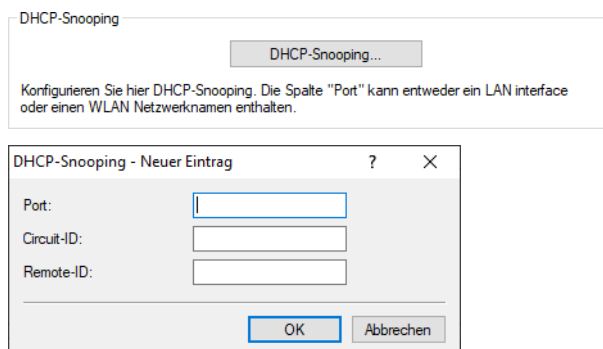 DHCP-Snooping
DHCP-Snooping...
Konfigurieren Sie hier DHCP-Snooping. Die Spalte "Port" kann entweder ein LAN interface
oder einen WLAN Netzwerknamen enthalten.
DHCP-Snooping - Neuer Eintrag ?
Port:
Circuit-ID:
Remote-ID:
OK Abbrechen